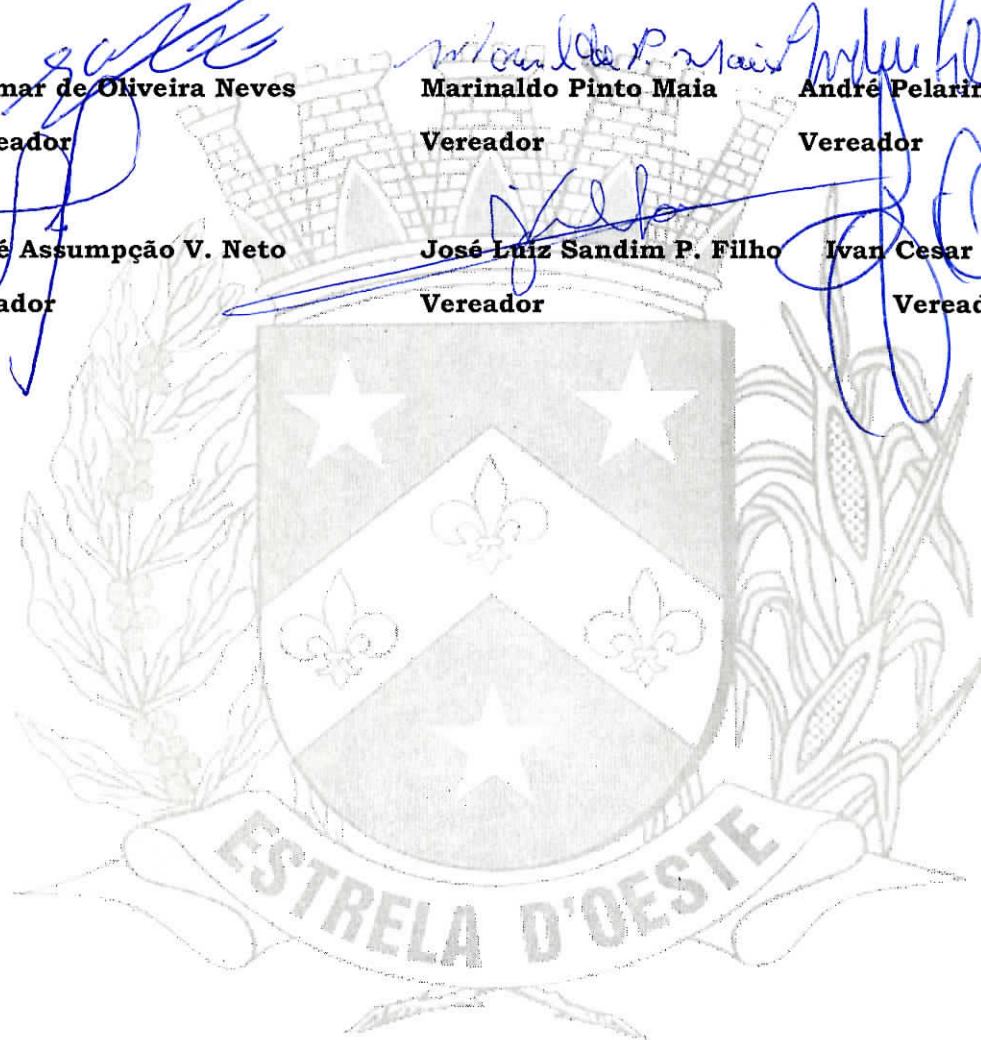 mar de Oliveira Neves Marinaldo Pinto Maia André Pelarin
eador Vereador Vereador
é Assumpção V. Neto José Luiz Sandim P. Filho Ivan Cesar
ador Vereador Veread
ESTRELA D'OESTE